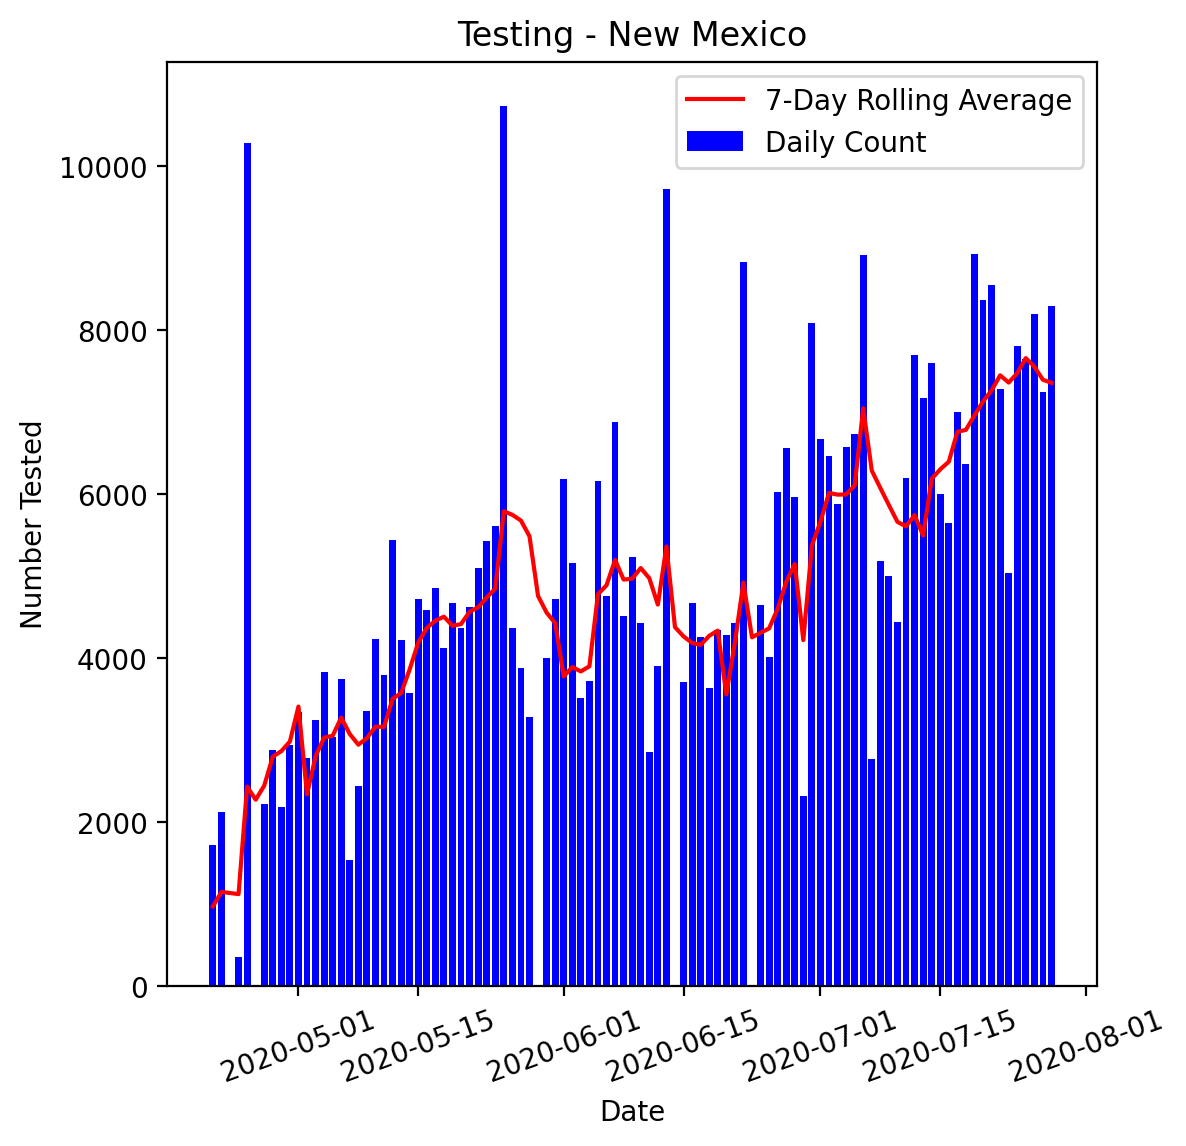 Testing - New Mexico
7-Day Rolling Average
Daily Count
10000
8000
6000
4000
2000
0
Number Tested
2020-05-01
2020-05-15
2020-06-01
2020-06-15
2020-07-01
2020-07-15
2020-08-01
Date